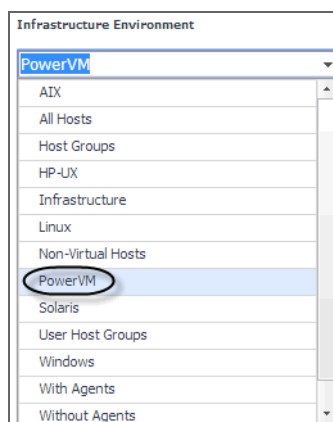 Infrastructure Environment
PowerVM
AIX
All Hosts
Host Groups
HP-UX
Infrastructure
Linux
Non-Virtual Hosts
PowerVM
Solaris
User Host Groups
Windows
With Agents
Without Agents